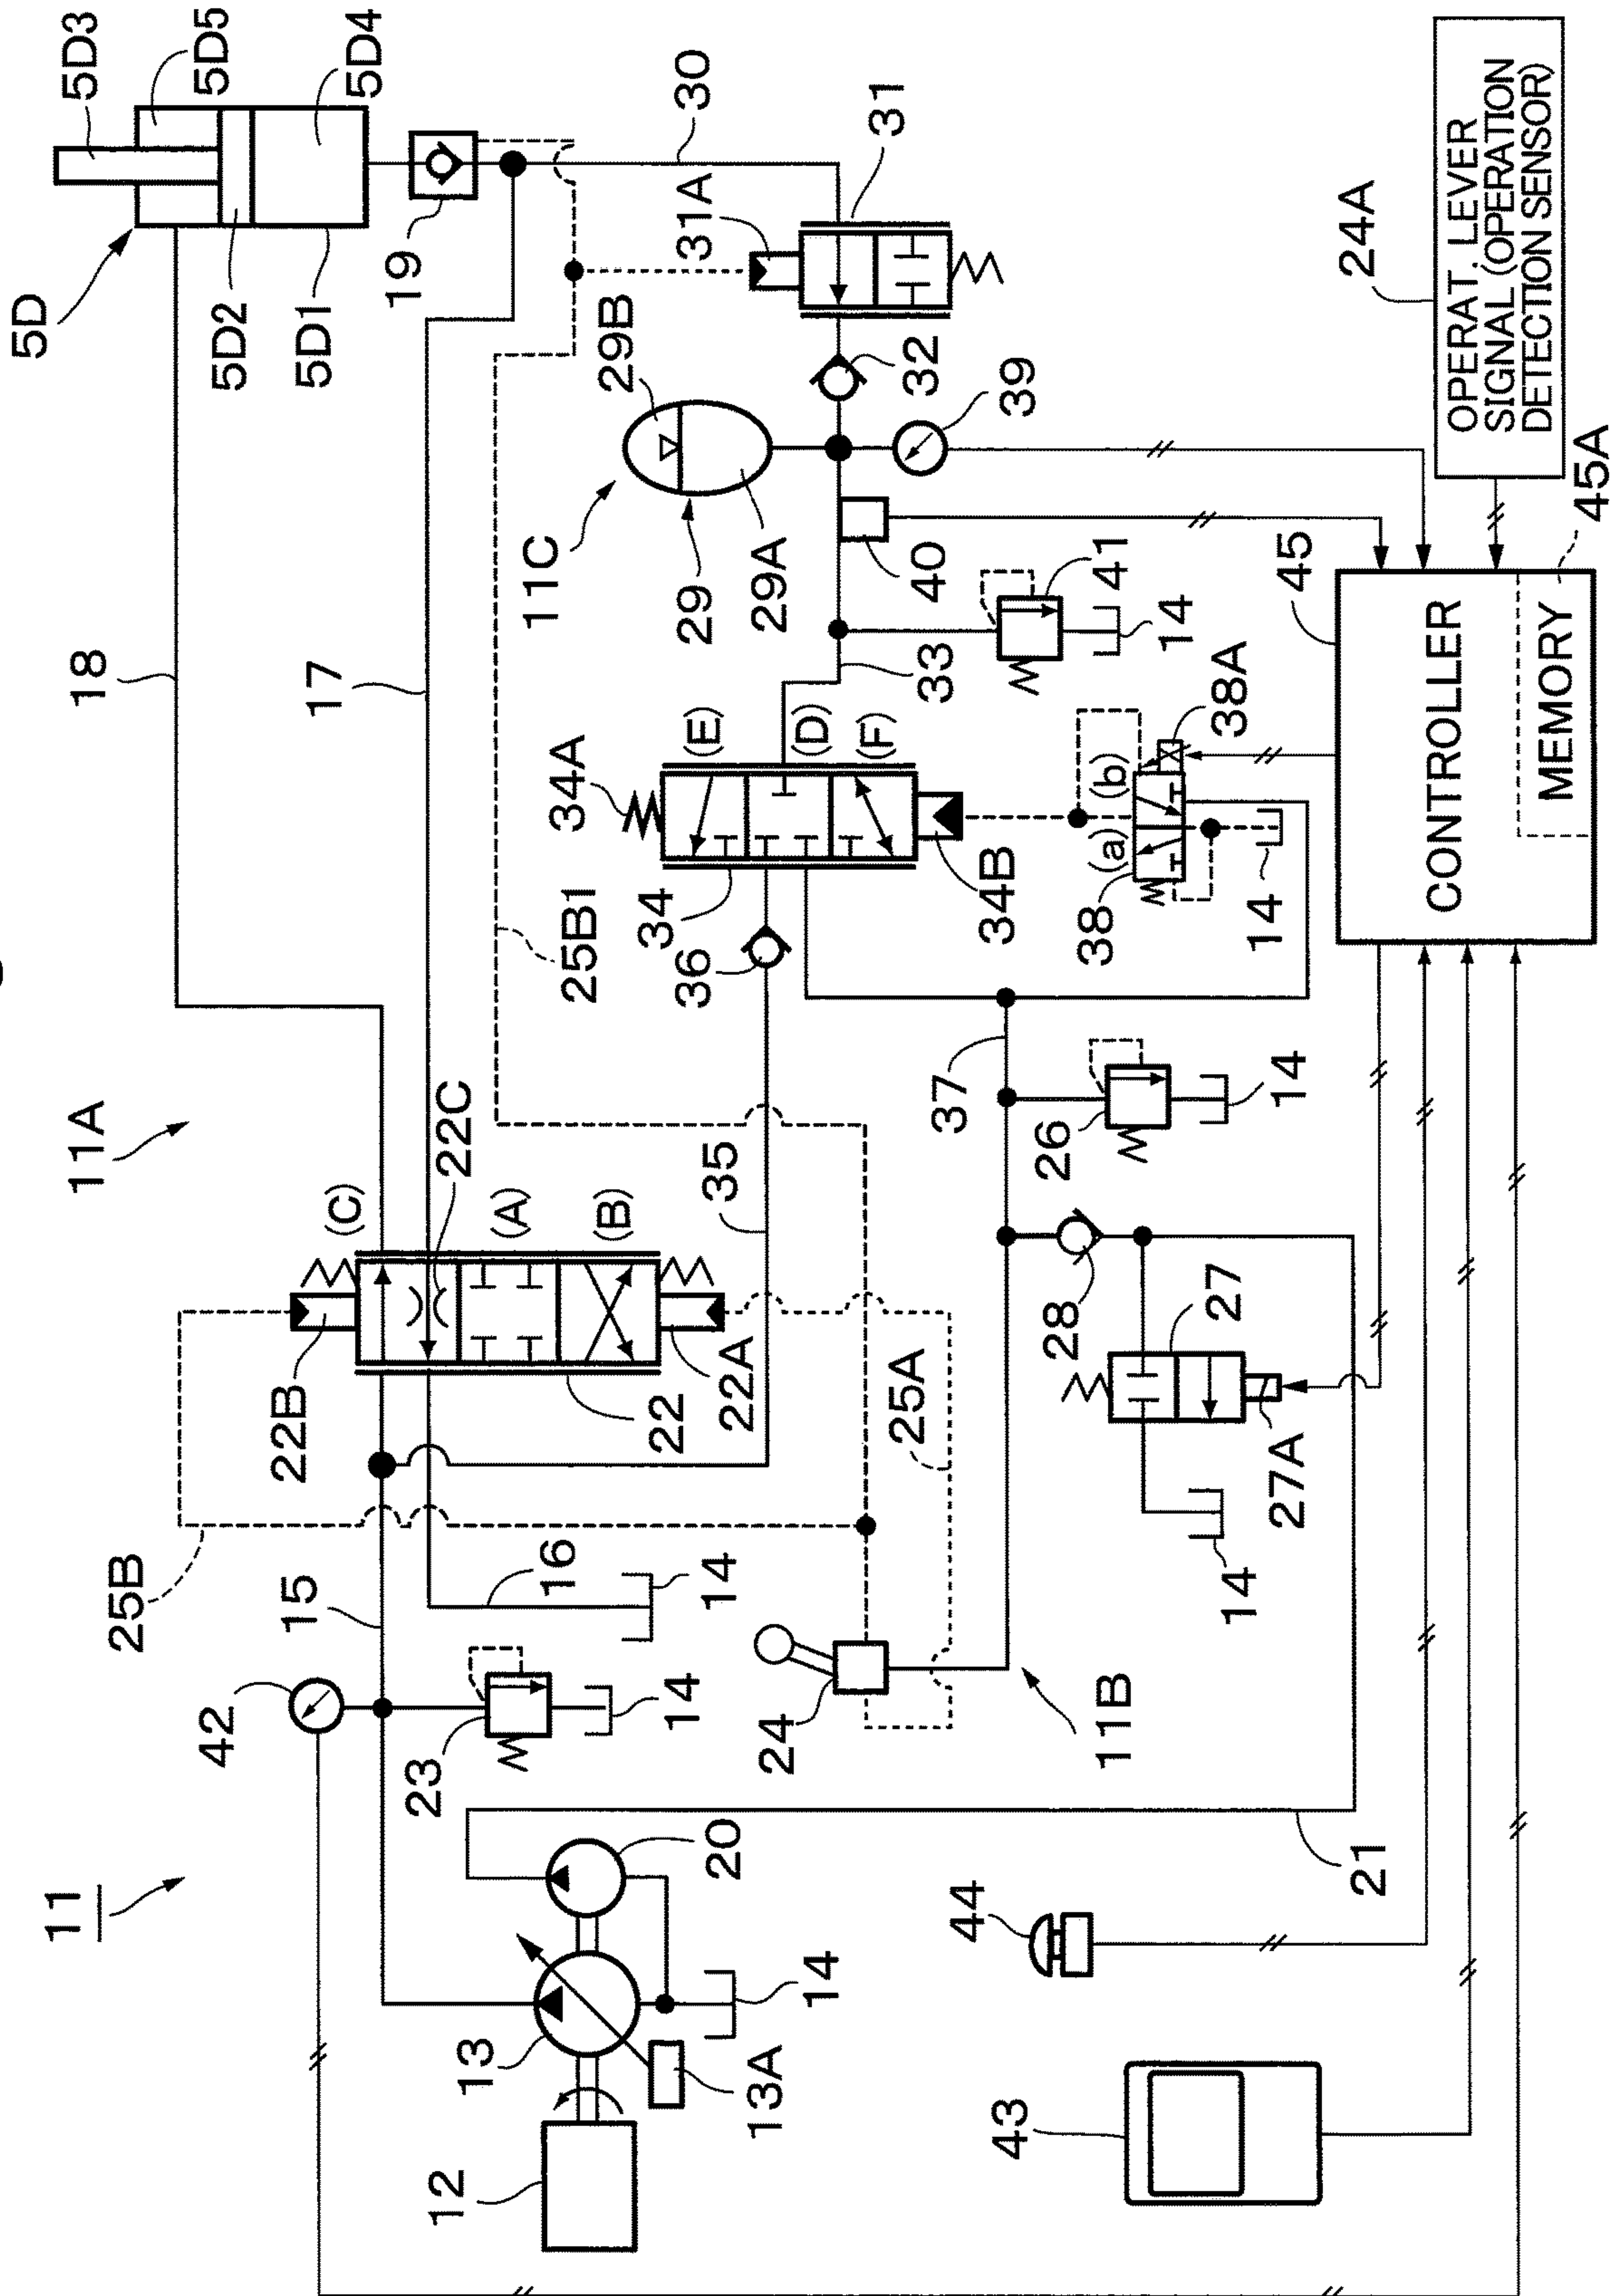 11
5D
11A
18
5D3
25B
42
5D5
5D2
22B
15
(C)
17
5D1
5D4
19
23
12
22C
13
(A)
16
11C
34A
25B1
(B)
29B
22
34
14
36
29
(E)
31A
30
14
35
20
22A
13A
24
29A
14
(D)
(F)
31
25A
37
33
40
32
44
34B
39
43
11B
26
28
38
(a)
(b)
41
14
27
38A
14
14
27A
14
21
45
24A
CONTROLLER
MEMORY
45A
OPERAT. LEVER
SIGNAL (OPERATION
DETECTION SENSOR)